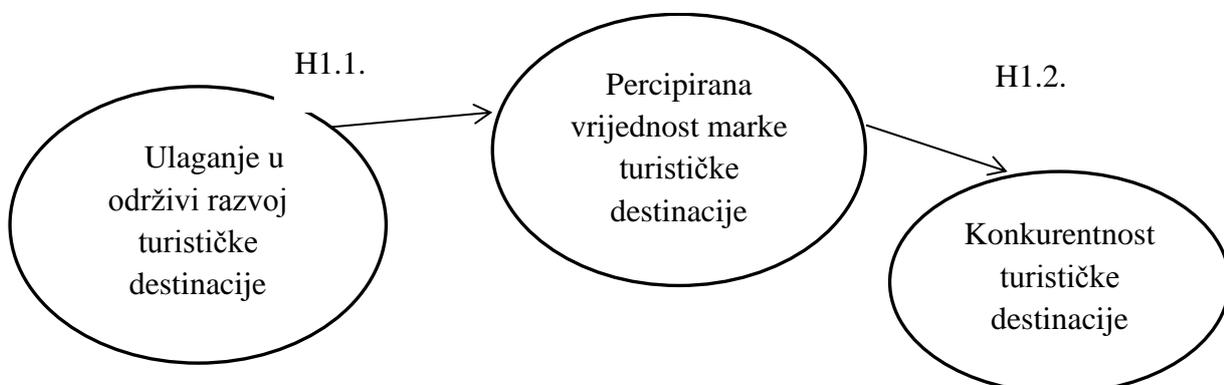 H1.1.
Ulaganje u
održivi razvoj
turističke
destinacije
Percipirana
vrijednost marke
turističke
destinacije
H1.2.
Konkurentnost
turističke
destinacije